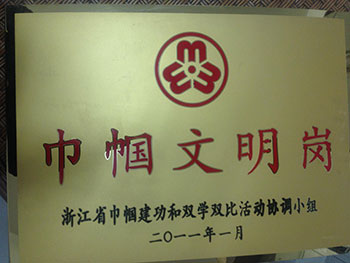 巾帼文明岗
浙江省巾帼建功和双学双比活动协调小组
二〇一一年一月